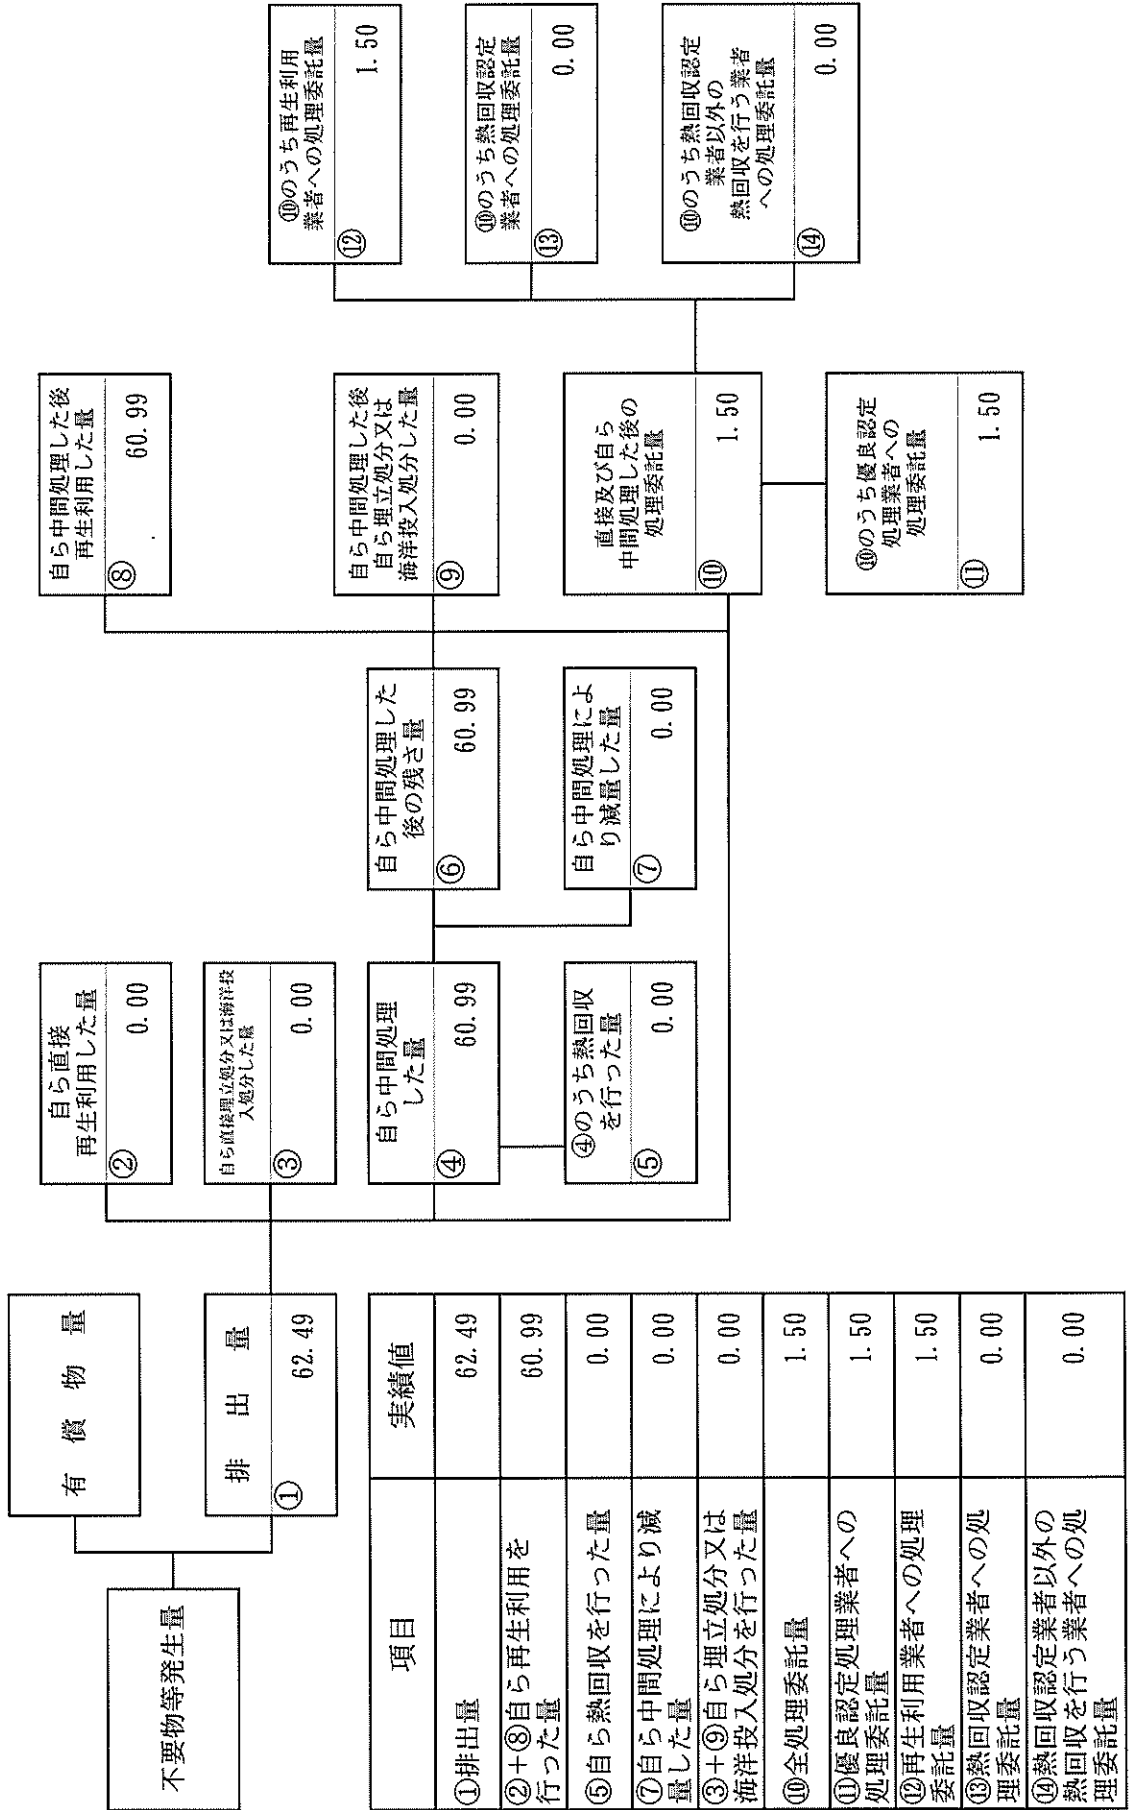 不要物等発生量
有償物量
排出量
①
62.49
自ら直接
再生利用した量
②
0.00
自ら直接埋立処分又は海洋投
入処分した量
③
0.00
自ら中間処理
した量
④
60.99
④のうち熱回収
を行った量
⑤
0.00
自ら中間処理した
後の残さ量
⑥
60.99
自ら中間処理によ
り減量した量
⑦
0.00
自ら中間処理した後
再生利用した量
⑧
60.99
自ら中間処理した後
自ら埋立処分又は
海洋投入処分した量
⑨
0.00
直接及び自ら
中間処理した後の
処理委託量
⑩
1.50
⑩のうち優良認定
処理業者への
処理委託量
⑪
1.50
⑩のうち再生利用
業者への処理委託量
⑫
1.50
⑩のうち熱回収認定
業者への処理委託量
⑬
0.00
⑩のうち熱回収認定
業者以外の
熱回収を行う業者
への処理委託量
⑭
0.00
項目
実績値
①排出量
62.49
②+⑧自ら再生利用を
行った量
60.99
⑤自ら熱回収を行った量
0.00
⑦自ら中間処理により減
量した量
0.00
③+⑨自ら埋立処分又は
海洋投入処分を行った量
0.00
⑩全処理委託量
1.50
⑪優良認定処理業者への
処理委託量
1.50
⑫再生利用業者への処理
委託量
1.50
⑬熱回収認定業者への処
理委託量
0.00
⑭熱回収認定業者以外の
熱回収を行う業者への処
理委託量
0.00